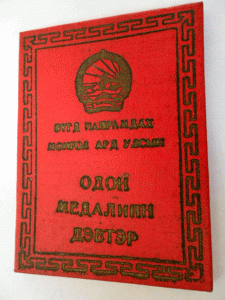 БҮГД НАЙРАМДАХ
МОНГОЛ АРД УЛСЫН
ОДОН
МЕДАЛИЙН
ДЭВТЭР